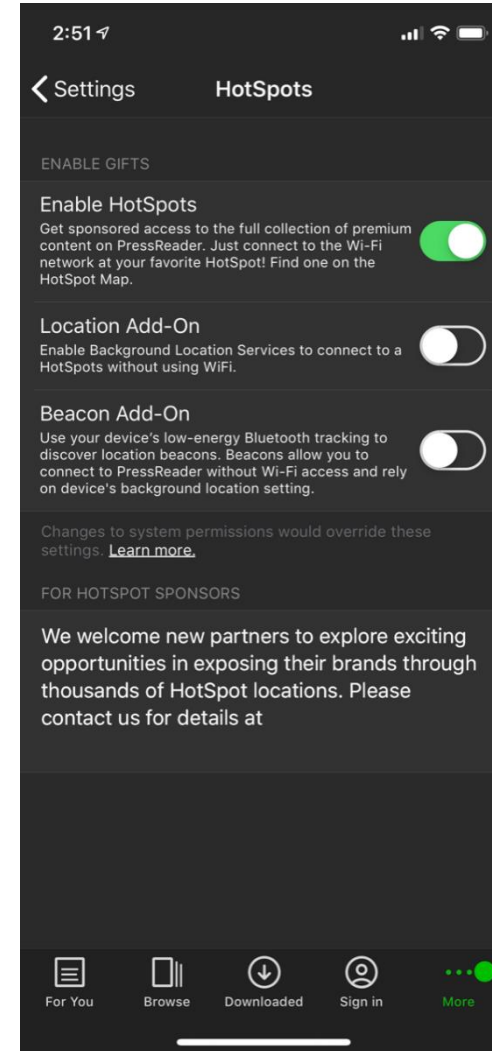 2:51
Settings
HotSpots
ENABLE GIFTS
Enable HotSpots
Get sponsored access to the full collection of premium
content on PressReader. Just connect to the Wi-Fi
network at your favorite HotSpot! Find one on the
HotSpot Map.
Location Add-On
Enable Background Location Services to connect to a
HotSpots without using WiFi.
Beacon Add-On
Use your device's low-energy Bluetooth tracking to
discover location beacons. Beacons allow you to
connect to PressReader without Wi-Fi access and rely
on device's background location setting.
Changes to system permissions would override these
settings. Learn more.
FOR HOTSPOT SPONSORS
We welcome new partners to explore exciting
opportunities in exposing their brands through
thousands of HotSpot locations. Please
contact us for details at
For You
Browse
Downloaded
Sign in
More